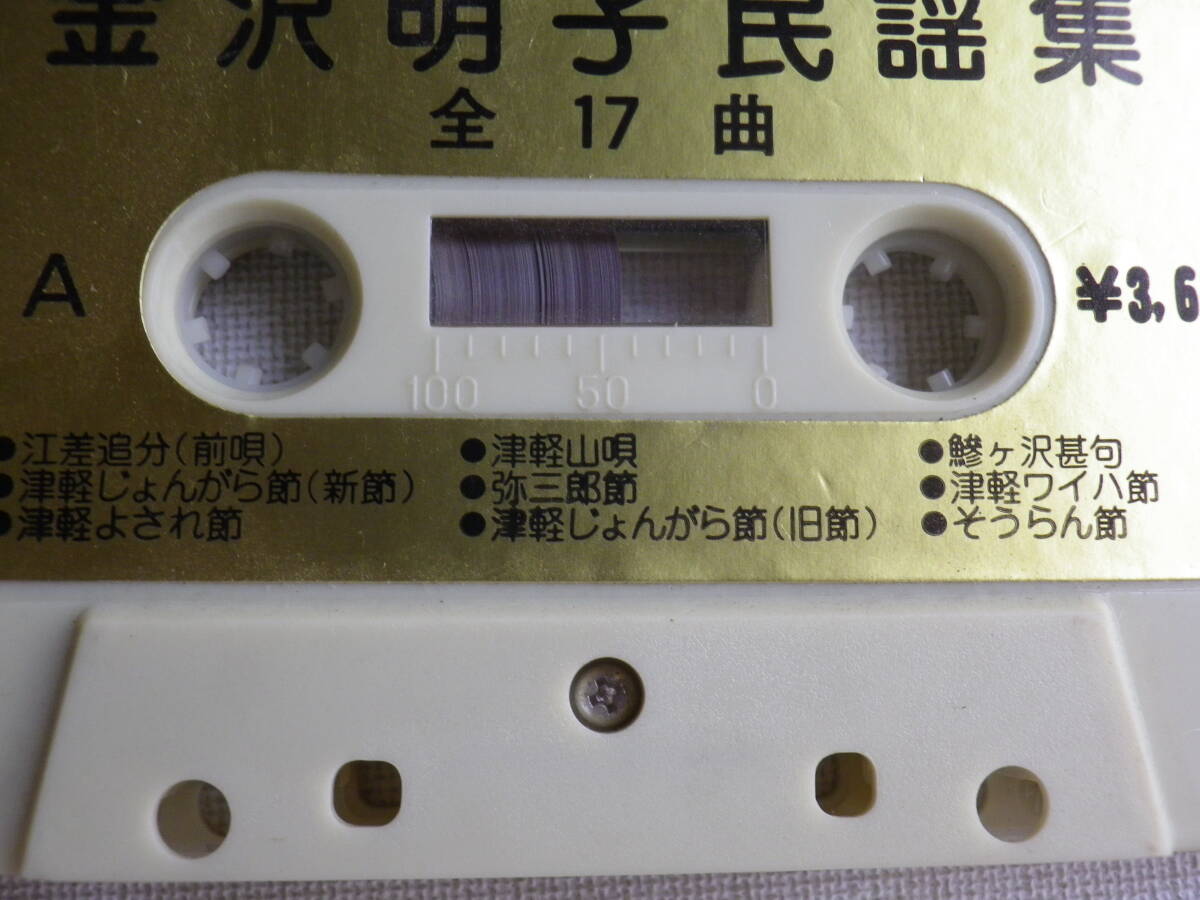 金沢明子民謡集
全17曲
A
¥3,6
100 50 0
●江差追分(前唄)
●津軽じょんがら節(新節)
●津軽よされ節
●津軽山唄
●弥三郎節
●津軽じょんがら節(旧節)
●鰺ヶ沢甚句
●津軽ワイハ節
●そうらん節